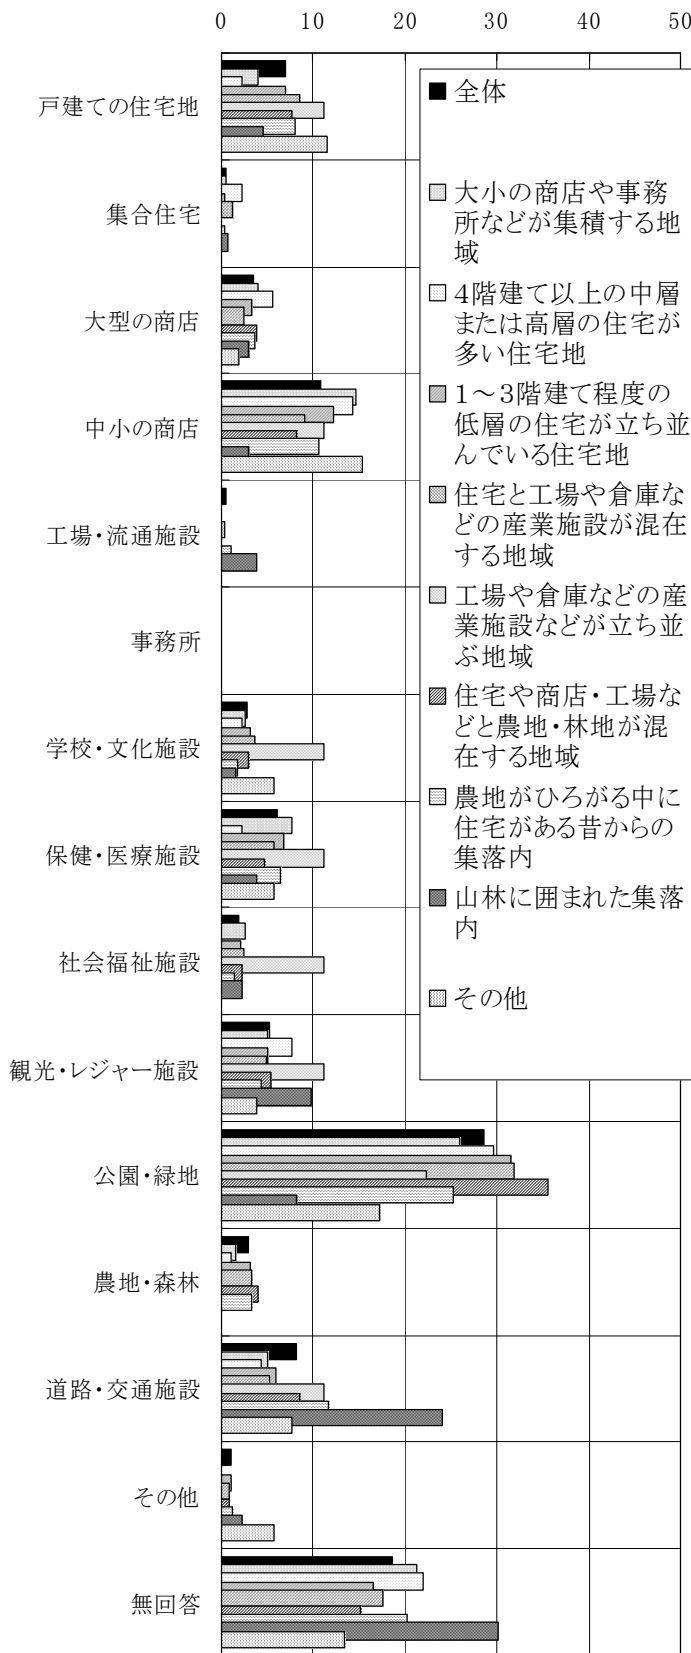 0 10 20 30 40 50
戸建ての住宅地
集合住宅
大型の商店
中小の商店
工場・流通施設
事務所
学校・文化施設
保健・医療施設
社会福祉施設
観光・レジャー施設
公園・緑地
農地・森林
道路・交通施設
その他
無回答
全体
大小の商店や事務
所などが集積する地
域
4階建て以上の中層
または高層の住宅が
多い住宅地
1～3階建て程度の
低層の住宅が立ち並
んでいる住宅地
住宅と工場や倉庫な
どの産業施設が混在
する地域
工場や倉庫などの産
業施設などが立ち並
ぶ地域
住宅や商店・工場な
どと農地・林地が混
在する地域
農地がひろがる中に
住宅がある昔からの
集落内
山林に囲まれた集落
内
その他